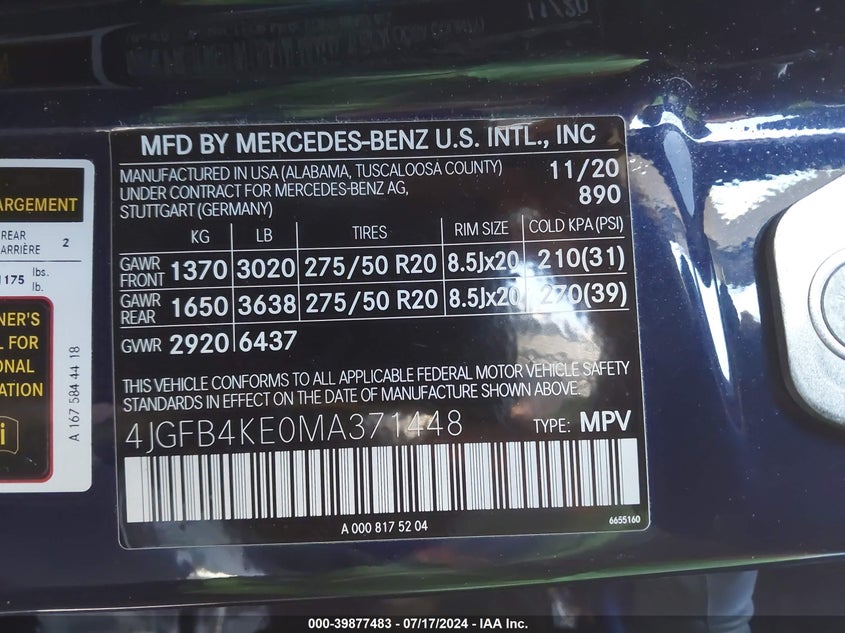 11/20
MFD BY MERCEDES-BENZ U.S. INTL., INC
MANUFACTURED IN USA (ALABAMA, TUSCALOOSA COUNTY) 11/20
UNDER CONTRACT FOR MERCEDES-BENZ AG, 890
STUTTGART (GERMANY)
KG LB TIRES RIM SIZE COLD KPA (PSI)
GAWR FRONT 1370 3020 275/50 R20 8.5Jx20 210(31)
GAWR REAR 1650 3638 275/50 R20 8.5Jx20 270(39)
GVWR 2920 6437
THIS VEHICLE CONFORMS TO ALL APPLICABLE FEDERAL MOTOR VEHICLE SAFETY
STANDARDS IN EFFECT ON THE DATE OF MANUFACTURE SHOWN ABOVE.
4JGFB4KE0MA371448 TYPE: MPV
A 000 817 52 04
6655160
ARGEMENT
REAR
ARRIÈRE 2
1175 lbs.
lb.
NER'S
L FOR
ONAL
ATION
i
A 167 584 44 18
000-39877483 - 07/17/2024 - IAA Inc.